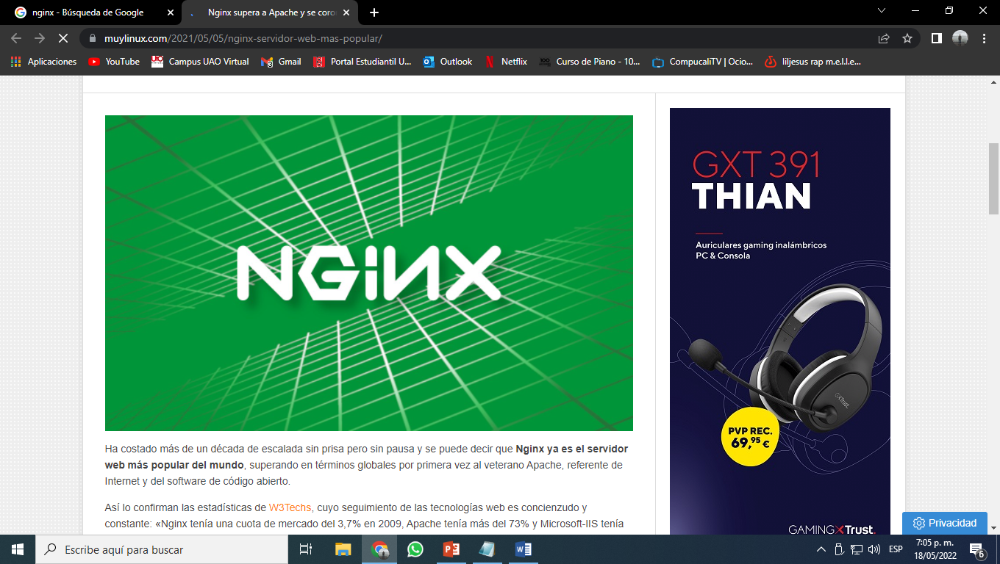 nginx - Búsqueda de Google
Nginx supera a Apache y se coro
muylinux.com/2021/05/05/nginx-servidor-web-mas-popular/
Aplicaciones
YouTube
Campus UAO Virtual
Gmail
Portal Estudiantil U...
Outlook
Netflix
Curso de Piano - 10...
CompucaliTV | Ocio...
liljesus rap m.e.l.l.e...
NGiNX
Ha costado más de un década de escalada sin prisa pero sin pausa y se puede decir que Nginx ya es el servidor
web más popular del mundo, superando en términos globales por primera vez al veterano Apache, referente de
Internet y del software de código abierto.
Así lo confirman las estadísticas de W3Techs, cuyo seguimiento de las tecnologías web es concienzudo y
constante: «Nginx tenía una cuota de mercado del 3,7% en 2009, Apache tenía más del 73% y Microsoft-IIS tenía
GXT 391
THIAN
Auriculares gaming inalámbricos
PC & Consola
GXTrust
PVP REC.
69,95 €
GAMINGXTrust.
Privacidad
Escribe aquí para buscar
ESP
7:05 p. m.
18/05/2022
6